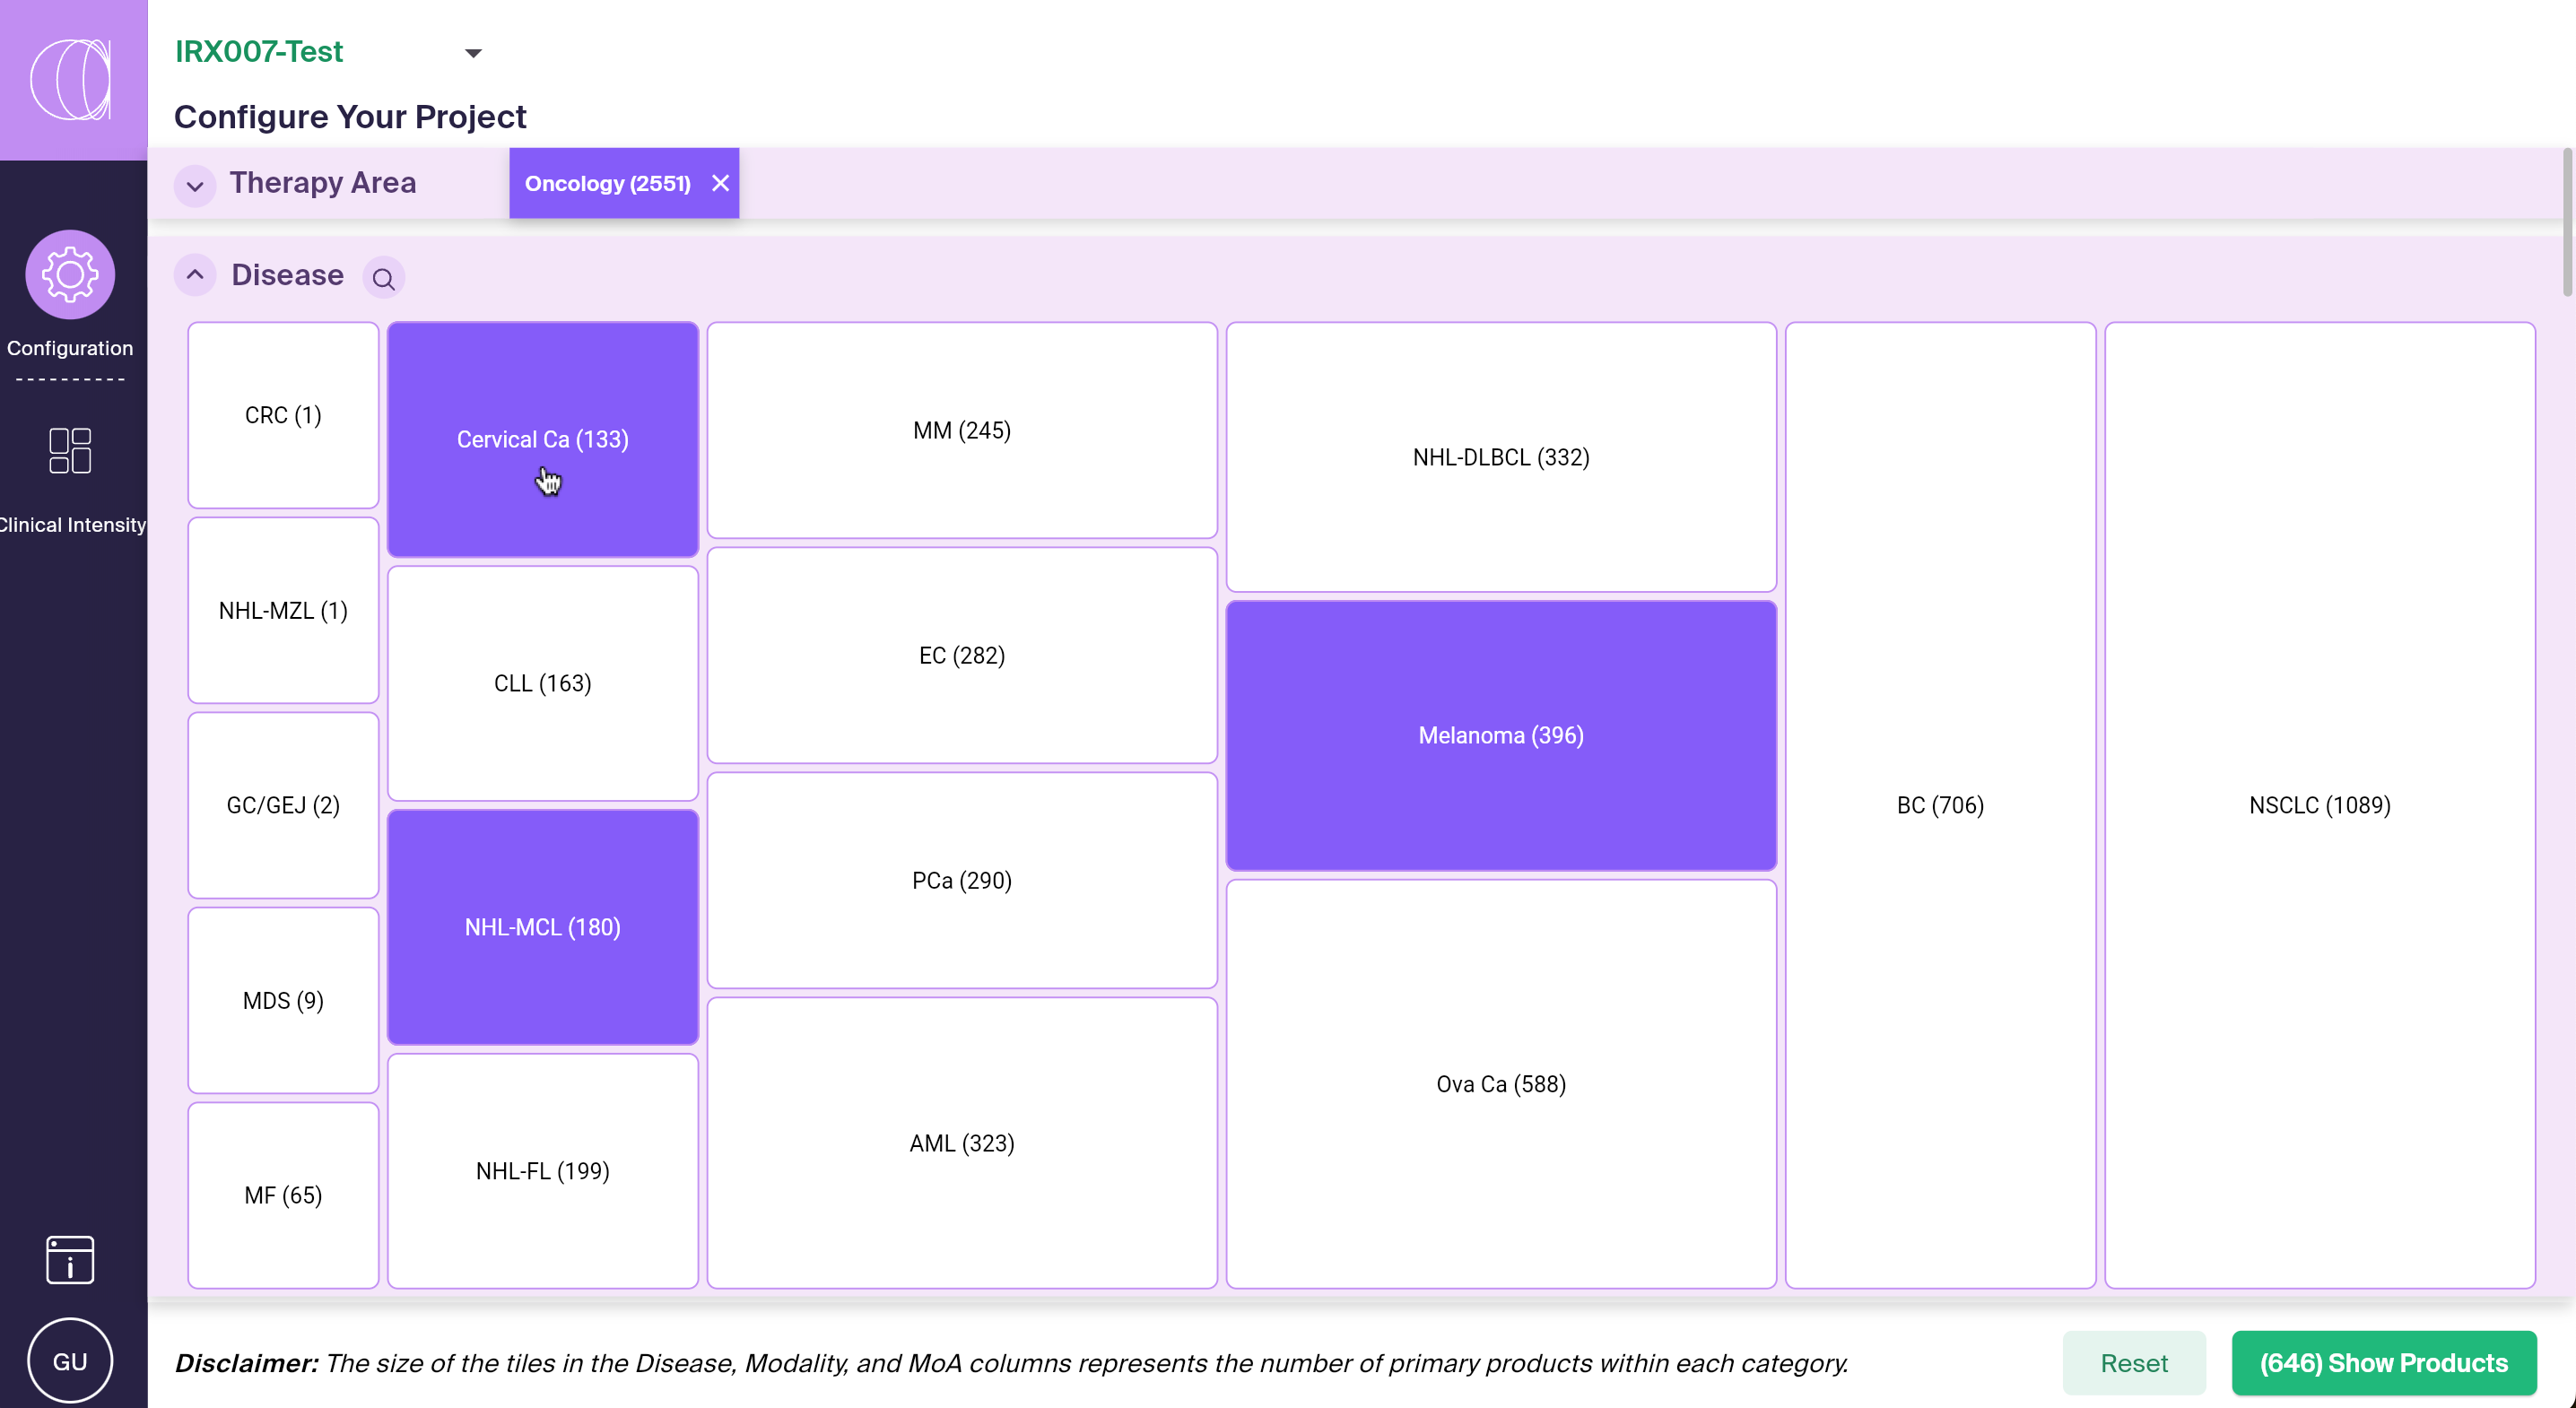 IRX007-Test
Configure Your Project
Therapy Area
Oncology (2551)
Configuration
Clinical Intensity
Disease
CRC (1)
NHL-MZL (1)
GC/GEJ (2)
MDS (9)
MF (65)
Cervical Ca (133)
CLL (163)
NHL-MCL (180)
NHL-FL (199)
MM (245)
EC (282)
PCa (290)
AML (323)
NHL-DLBCL (332)
Melanoma (396)
Ova Ca (588)
BC (706)
NSCLC (1089)
GU
Disclaimer: The size of the tiles in the Disease, Modality, and MoA columns represents the number of primary products within each category.
Reset
(646) Show Products